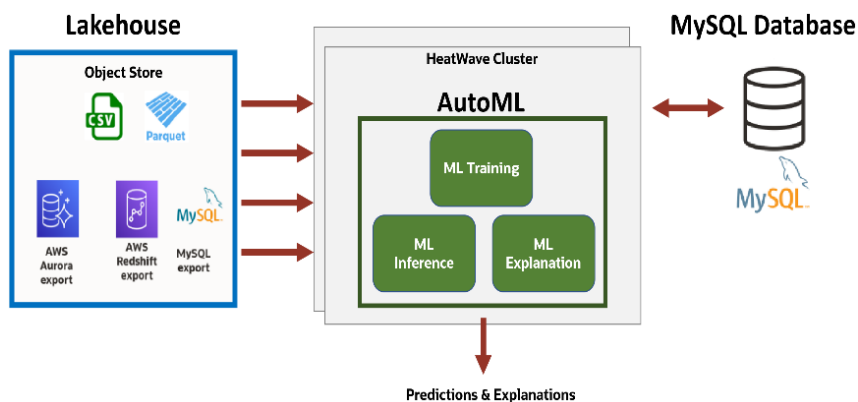 Lakehouse
Object Store
CSV
Parquet
AWS
Aurora
export
AWS
Redshift
export
MySQL
MySQL
export
HeatWave Cluster
AutoML
ML Training
ML
Inference
ML
Explanation
Predictions & Explanations
MySQL Database
MySQL